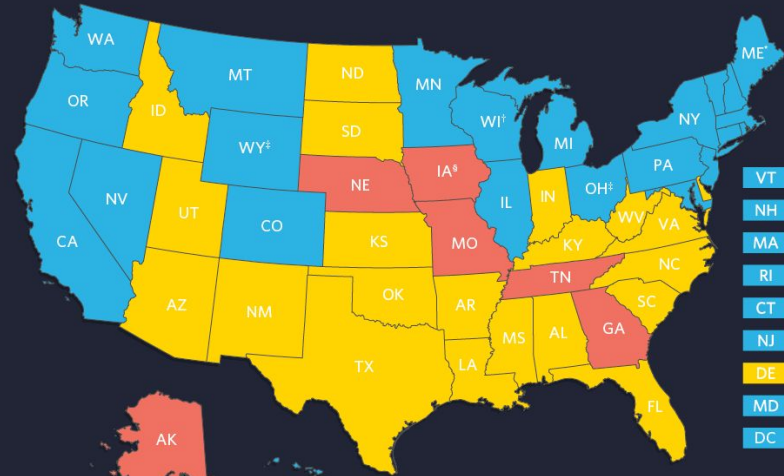 WA
MT
ND
MN
ME*
OR
ID
SD
WI†
MI
NY
WY‡
NE
IA§
PA
NV
UT
CO
IL
IN
OH‡
WV
VA
VT
CA
KS
MO
KY
NH
MA
AZ
NM
OK
AR
TN
NC
RI
TX
LA
MS
AL
GA
SC
CT
NJ
FL
DE
MD
AK
DC